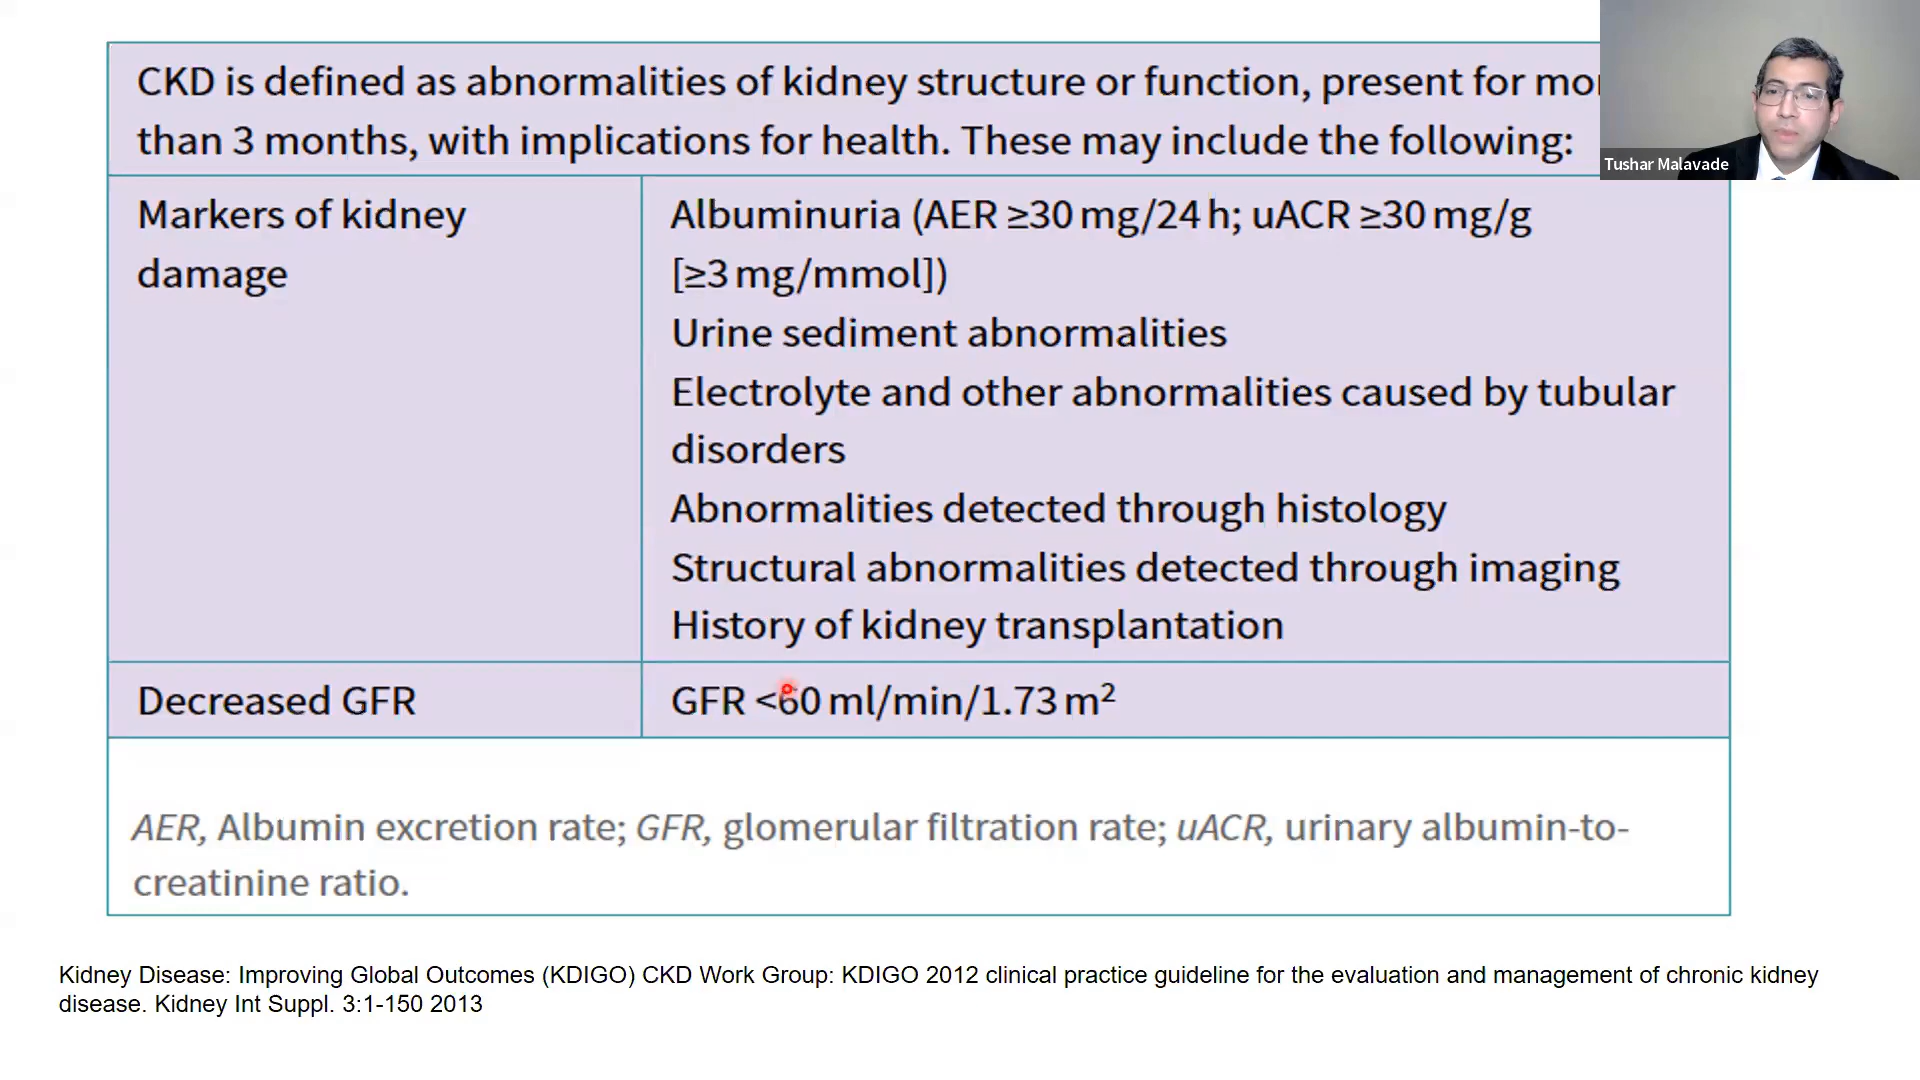 CKD is defined as abnormalities of kidney structure or function, present for
than 3 months, with implications for health. These may include the following:
Tushar Malavade
Markers of kidney
damage
Albuminuria (AER ≥30 mg/24 h; uACR ≥30 mg/g
[≥3 mg/mmol])
Urine sediment abnormalities
Electrolyte and other abnormalities caused by tubular
disorders
Abnormalities detected through histology
Structural abnormalities detected through imaging
History of kidney transplantation
Decreased GFR
GFR <60 ml/min/1.73 m²
AER, Albumin excretion rate; GFR, glomerular filtration rate; uACR, urinary albumin-to-
creatinine ratio.
Kidney Disease: Improving Global Outcomes (KDIGO) CKD Work Group: KDIGO 2012 clinical practice guideline for the evaluation and management of chronic kidney
disease. Kidney Int Suppl. 3:1-150 2013